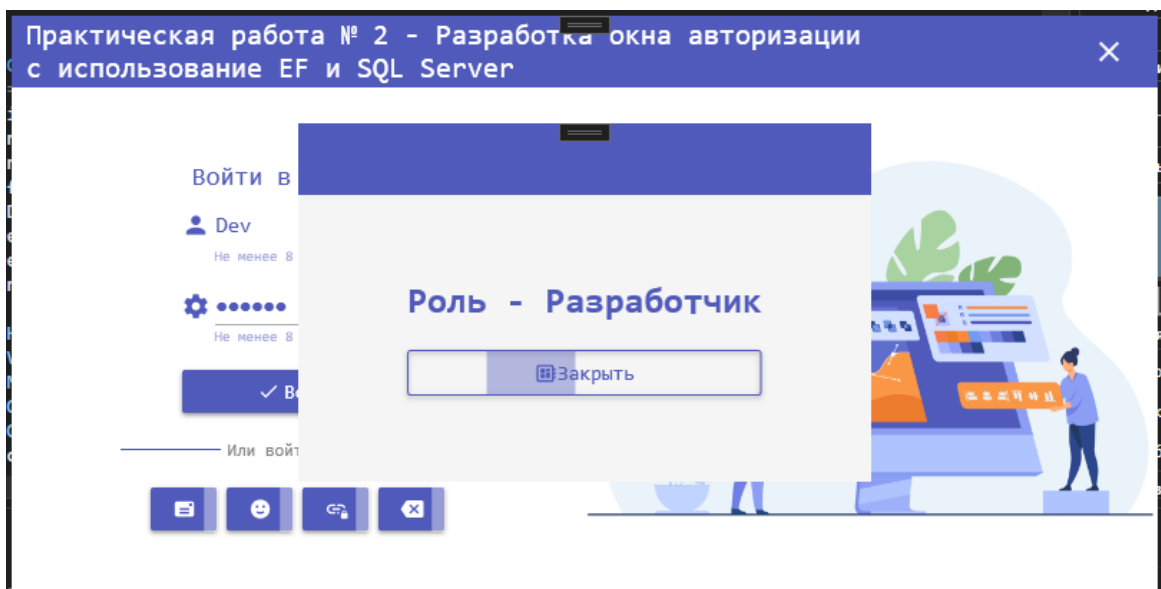 Практическая работа № 2 - Разработка окна авторизации
с использование EF и SQL Server
Войти в
Dev
Не менее 8
Не менее 8
Роль - Разработчик
Закрыть
Или